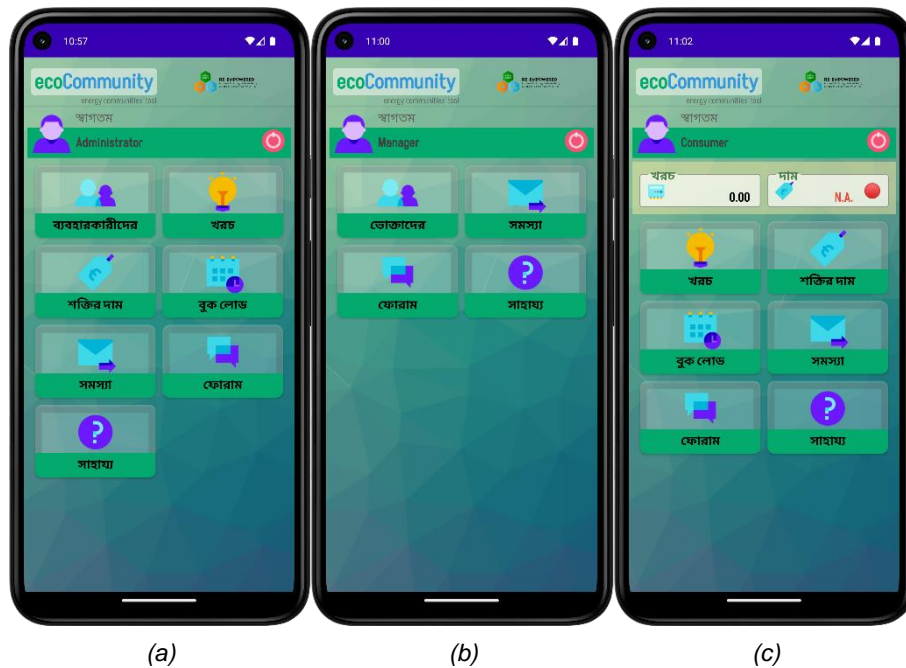 10:57
ecoCommunity
energy communities tool
স্বাগতম
Administrator
ব্যবহারকারীদের
খরচ
শক্তির দাম
বুক লোড
সমস্যা
ফোরাম
সাহায্য
(a)
11:00
ecoCommunity
energy communities tool
স্বাগতম
Manager
ভোক্তাদের
সমস্যা
ফোরাম
সাহায্য
(b)
11:02
ecoCommunity
energy communities tool
স্বাগতম
Consumer
খরচ
0.00
দাম
N.A.
খরচ
শক্তির দাম
বুক লোড
সমস্যা
ফোরাম
সাহায্য
(c)